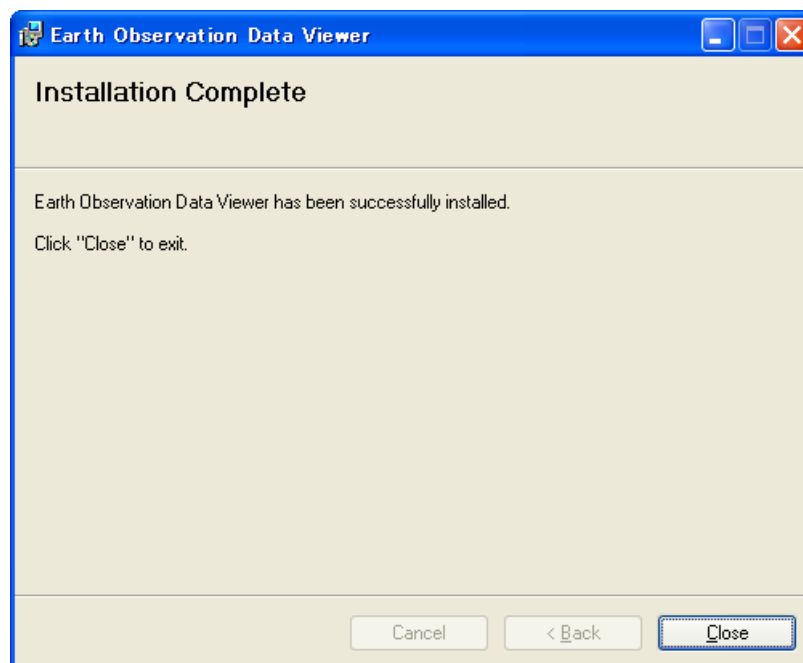 Earth Observation Data Viewer
Installation Complete
Earth Observation Data Viewer has been successfully installed.
Click "Close" to exit.
Cancel
< Back
Close